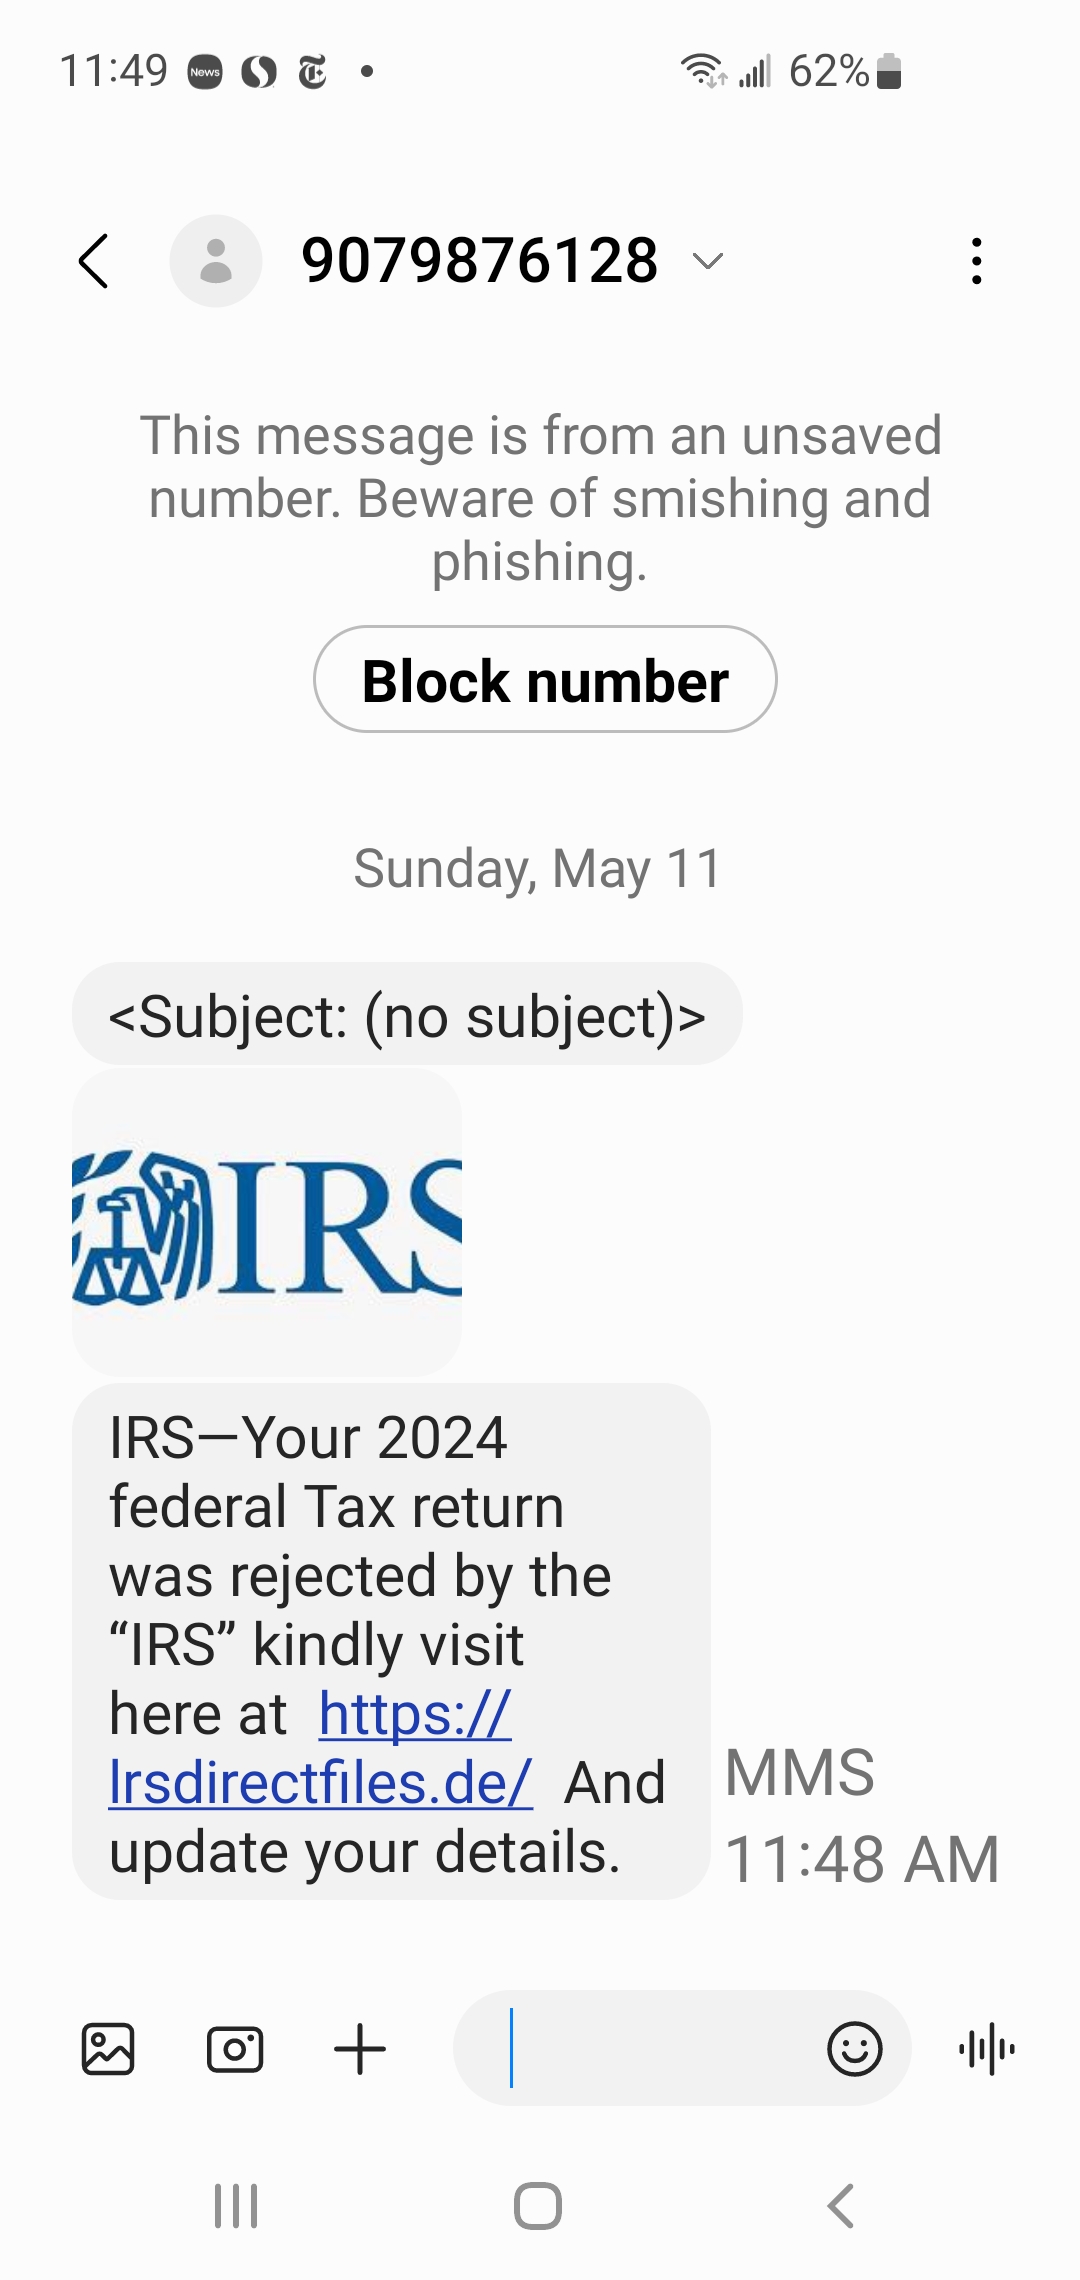 11:49 News 62%
9079876128
This message is from an unsaved
number. Beware of smishing and
phishing.
Block number
Sunday, May 11
<Subject: (no subject)>
IRS
IRS—Your 2024
federal Tax return
was rejected by the
“IRS” kindly visit
here at https://
lrsdirectfiles.de/ And
update your details.
MMS
11:48 AM